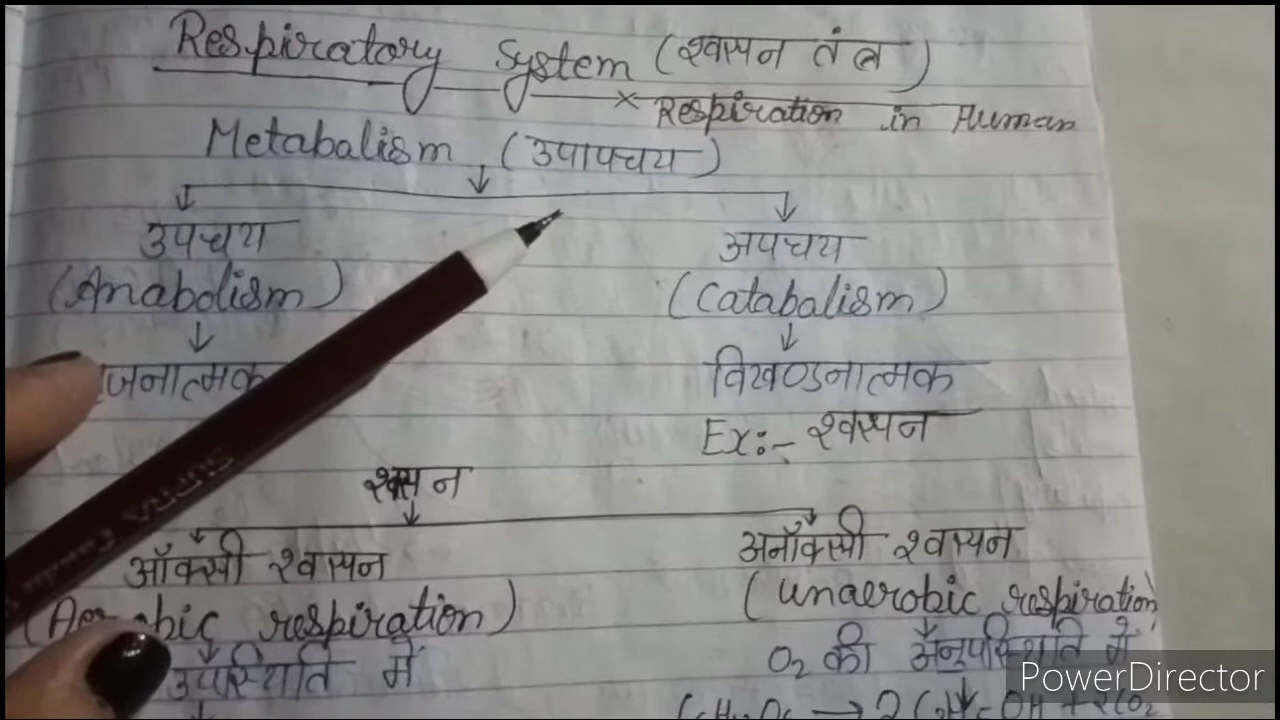 Respiratory System (श्वसन तंत्र)
× Respiration in Human
Metabalism (उपापचय)
उपचय अपचय
(Anabolism) (Catabalism)
विखण्डनात्मक
Ex:- श्वसन
श्वसन
ऑक्सी श्वसन अनॉक्सी श्वसन
respiration) (unaerobic respiration)
उपस्थिति में O₂ की अनुपस्थिति में
PowerDirector